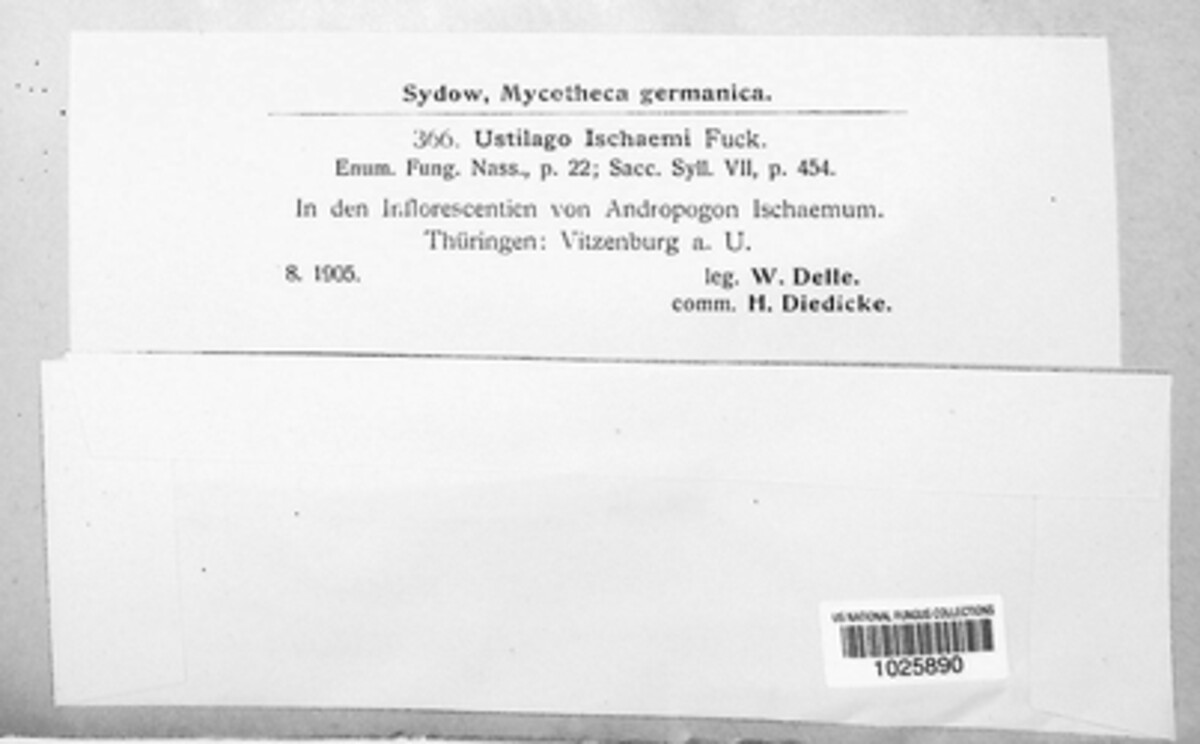 Sydow, Mycotheca germanica.
366. Ustilago Ischaemi Fuck.
Enum. Fung. Nass., p. 22; Sacc. Syll. VII, p. 454.
In den Inflorescentien von Andropogon Ischaemum.
Thüringen: Vitzenburg a. U.
8. 1905.
leg. W. Delle.
comm. H. Diedicke.
US NATIONAL FUNGUS COLLECTIONS
1025890